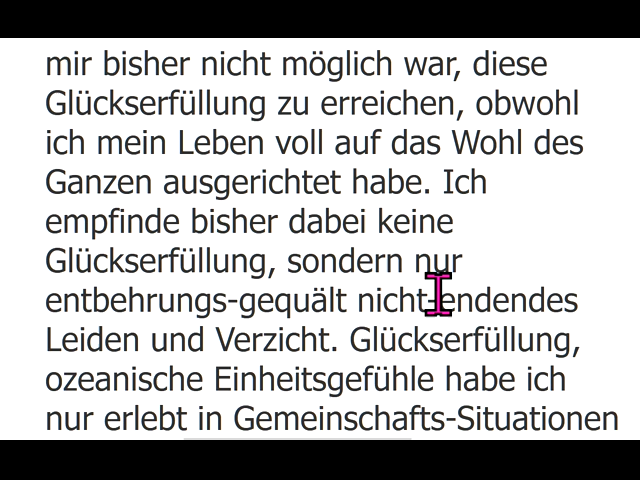 mir bisher nicht möglich war, diese
Glückserfüllung zu erreichen, obwohl
ich mein Leben voll auf das Wohl des
Ganzen ausgerichtet habe. Ich
empfinde bisher dabei keine
Glückserfüllung, sondern nur
entbehrungs-gequält nicht-endendes
Leiden und Verzicht. Glückserfüllung,
ozeanische Einheitsgefühle habe ich
nur erlebt in Gemeinschafts-Situationen